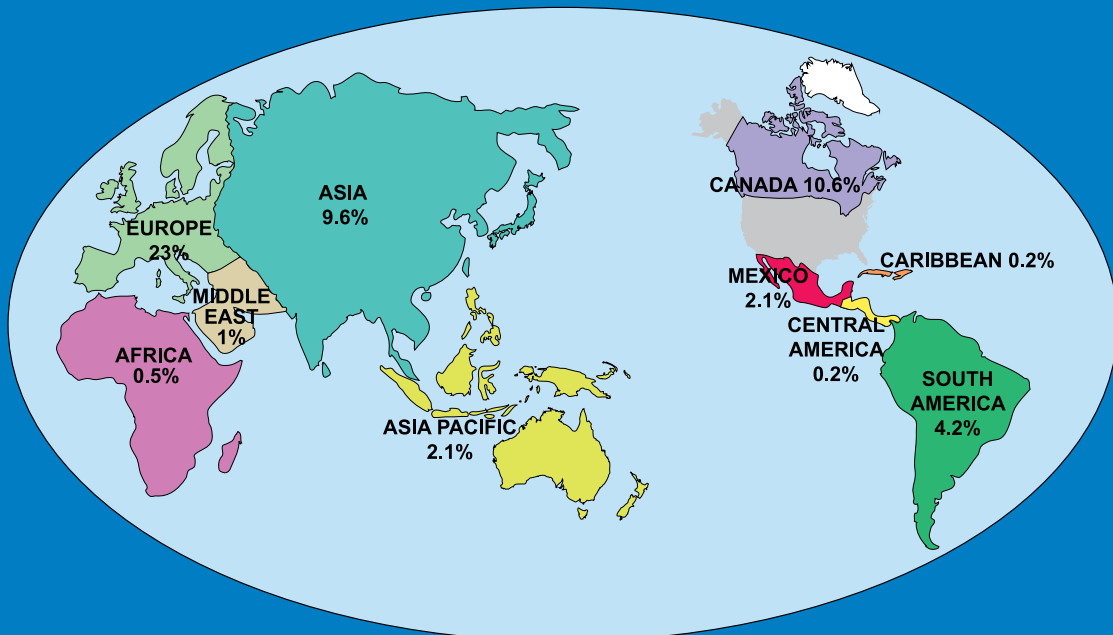 ASIA
9.6%
EUROPE
23%
MIDDLE
EAST
1%
AFRICA
0.5%
ASIA PACIFIC
2.1%
CANADA 10.6%
CARIBBEAN 0.2%
MEXICO
2.1%
CENTRAL
AMERICA
0.2%
SOUTH
AMERICA
4.2%